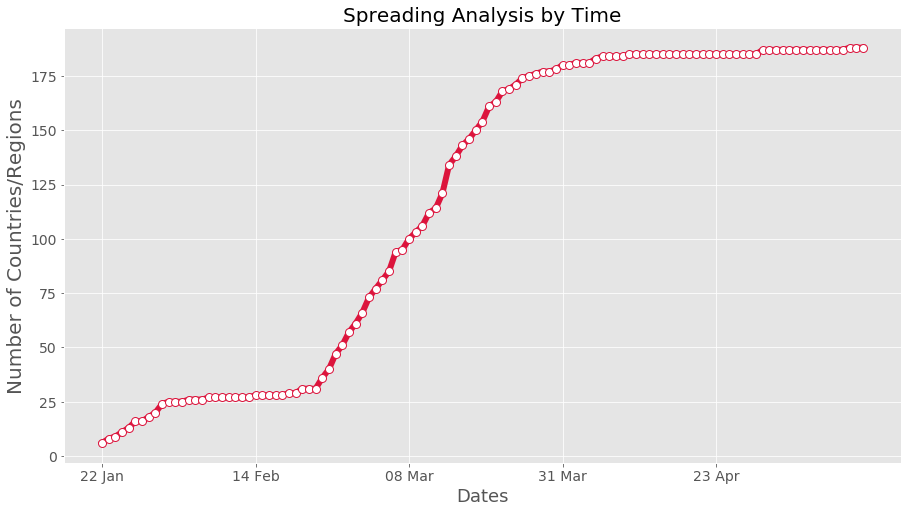 Spreading Analysis by Time
Number of Countries/Regions
175
150
125
100
75
50
25
0
22 Jan
14 Feb
08 Mar
31 Mar
23 Apr
Dates